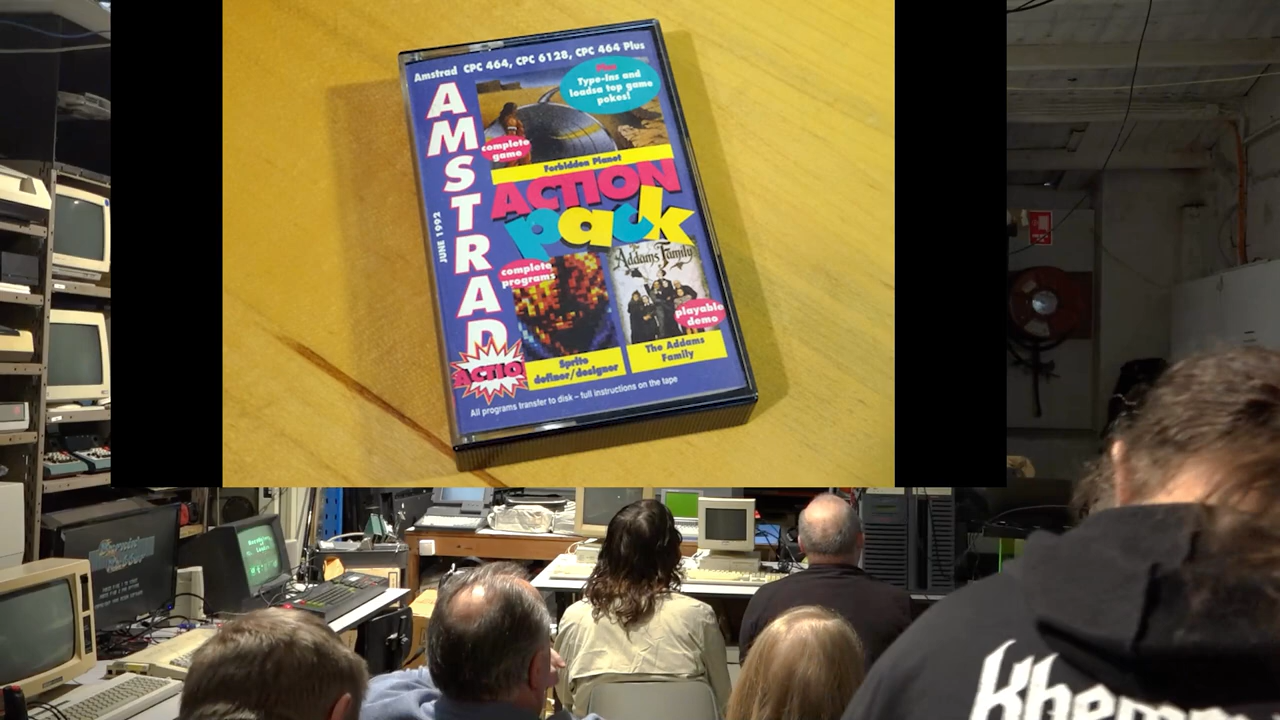 Amstrad CPC 464, CPC 6128, CPC 464 Plus
Plus
Type-Ins and
loadsa top game
pokes!
AMSTRAD
complete
game
Forbidden Planet
ACTION
pack
JUNE 1992
complete
programs
The
Addams Family
playable
demo
ACTION
Sprite
definer/designer
The Addams
Family
All programs transfer to disk – full instructions on the tape